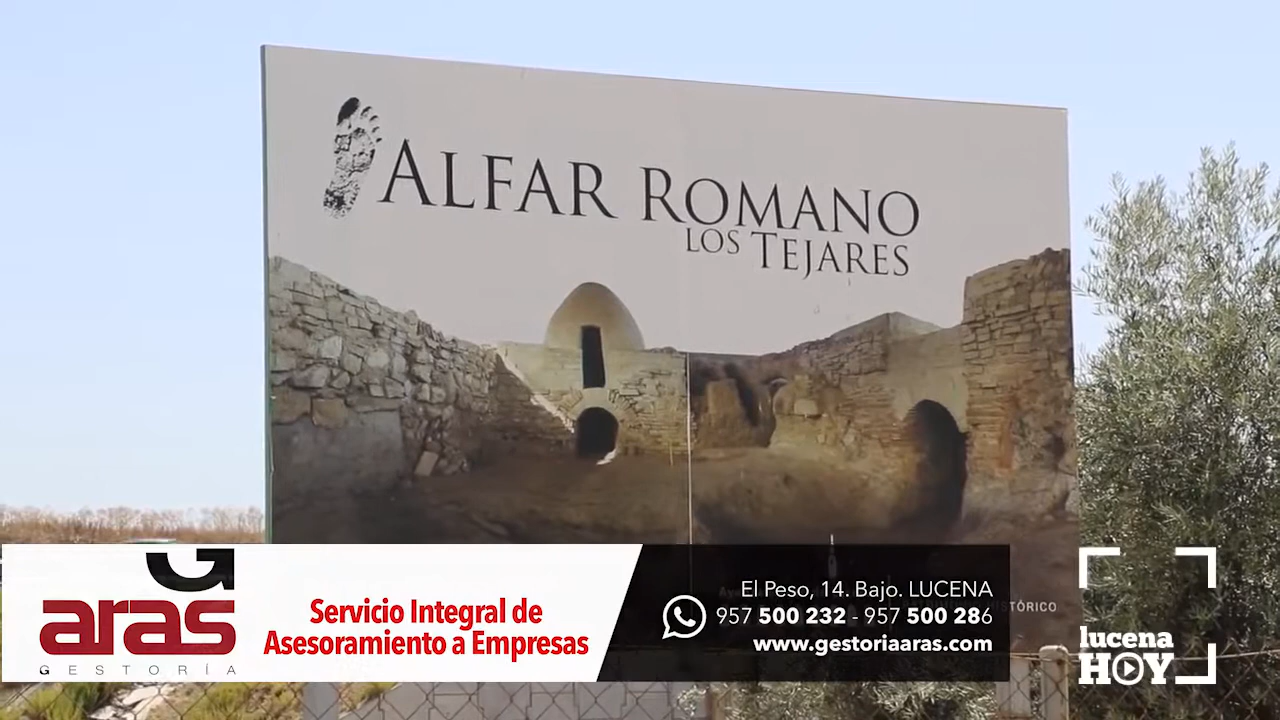 ALFAR ROMANO
LOS TEJARES
HISTÓRICO
G
aras
GESTORÍA
Servicio Integral de
Asesoramiento a Empresas
El Peso, 14. Bajo. LUCENA
957 500 232 - 957 500 286
www.gestoriaaras.com
lucena
HOY